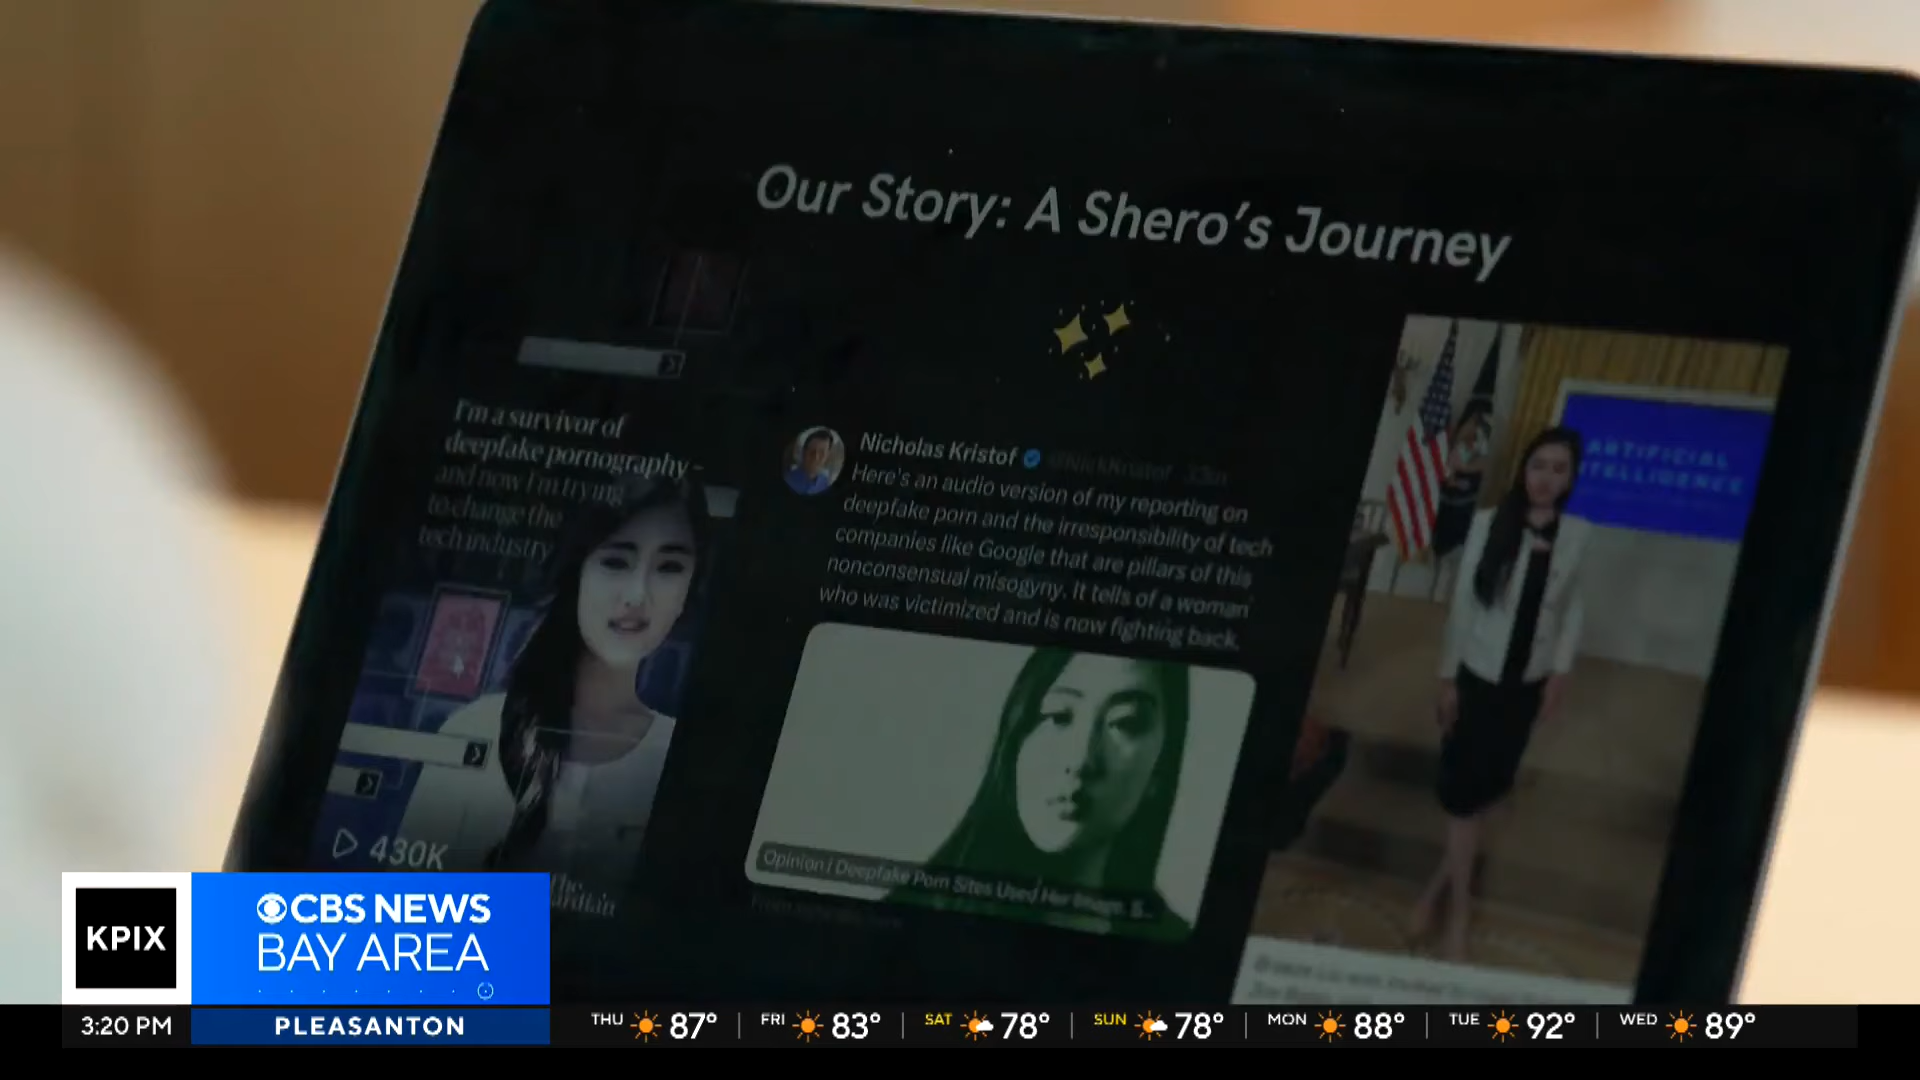 Our Story: A Shero's Journey
I'm a survivor of
deepfake pornography –
and now I'm trying
to change the
tech industry
430K
The
Nicholas Kristof
Here's an audio version of my reporting on
deepfake porn and the irresponsibility of tech
companies like Google that are pillars of this
nonconsensual misogyny. It tells of a woman
who was victimized and is now fighting back.
Opinion | Deepfake Porn Sites Used Her Image. S...
ARTIFICIAL
INTELLIGENCE
KPIX
CBS NEWS
BAY AREA
3:20 PM
PLEASANTON
THU 87° | FRI 83° | SAT 78° | SUN 78° | MON 88° | TUE 92° | WED 89°